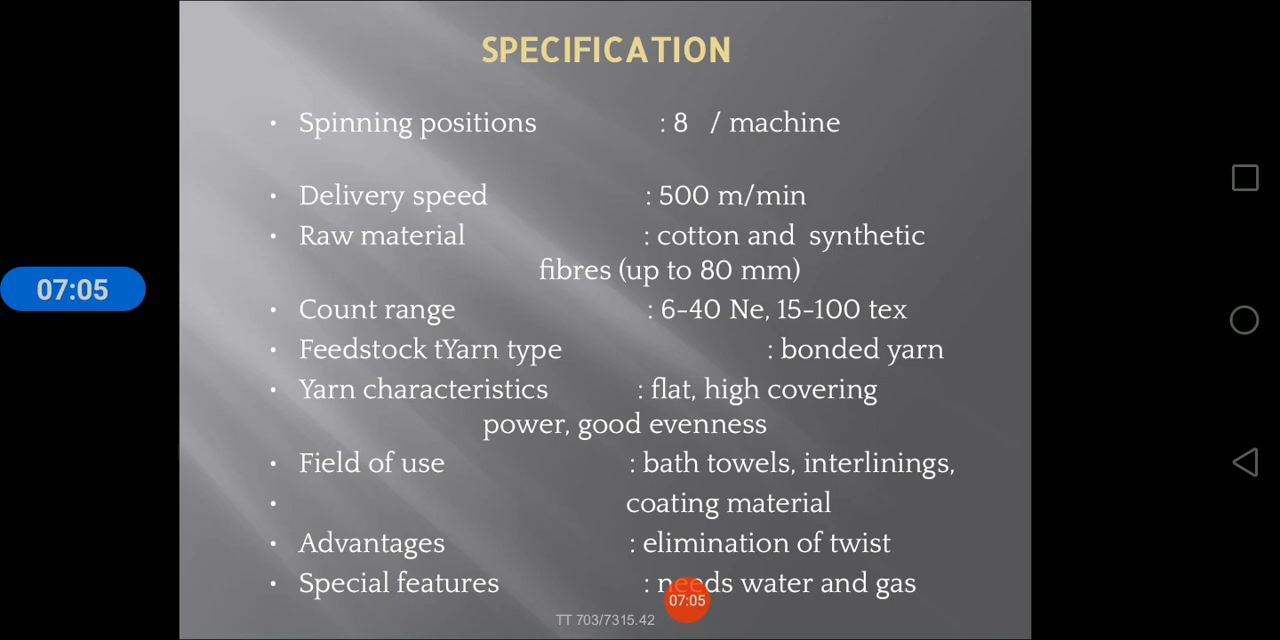 SPECIFICATION
• Spinning positions : 8 / machine
• Delivery speed : 500 m/min
• Raw material : cotton and synthetic
fibres (up to 80 mm)
• Count range : 6-40 Ne, 15-100 tex
• Feedstock tYarn type : bonded yarn
07:05
• Yarn characteristics : flat, high covering
power, good evenness
• Field of use : bath towels, interlinings,
• coating material
• Advantages : elimination of twist
• Special features : needs water and gas
07:05
TT 703/7315.42